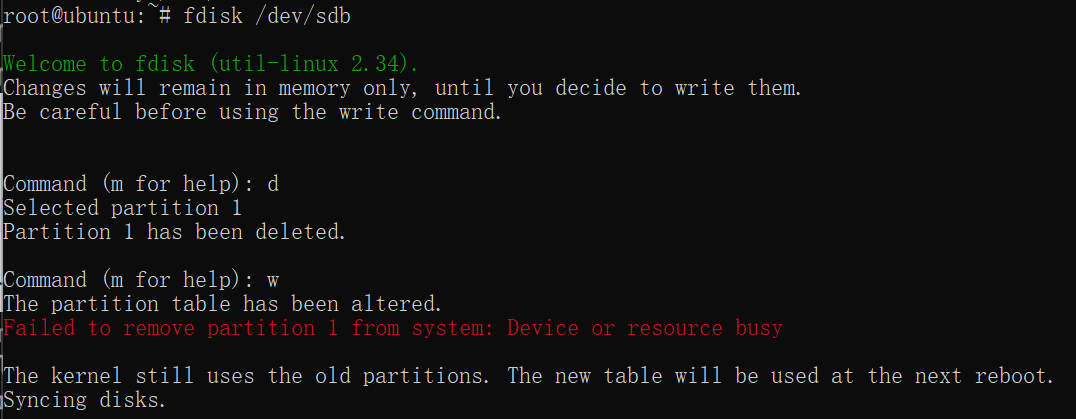 root@ubuntu:~# fdisk /dev/sdb
Welcome to fdisk (util-linux 2.34).
Changes will remain in memory only, until you decide to write them.
Be careful before using the write command.
Command (m for help): d
Selected partition 1
Partition 1 has been deleted.
Command (m for help): w
The partition table has been altered.
Failed to remove partition 1 from system: Device or resource busy
The kernel still uses the old partitions. The new table will be used at the next reboot.
Syncing disks.